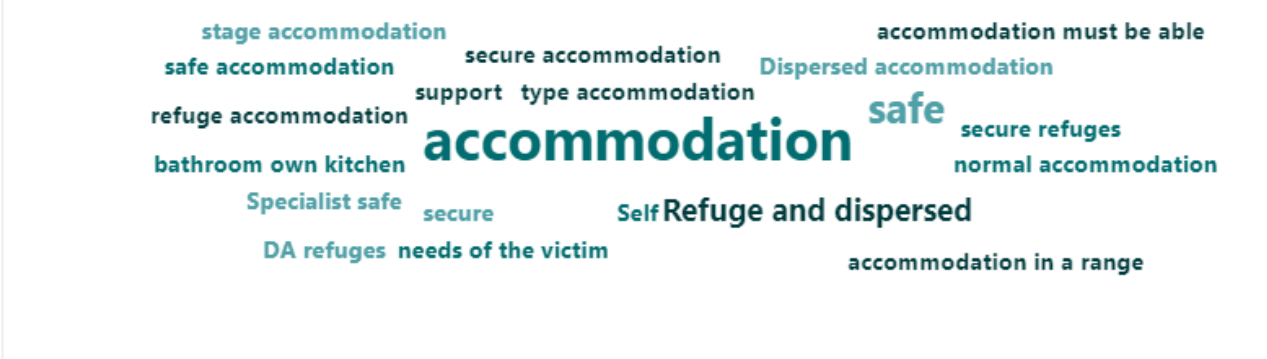 stage accommodation
accommodation must be able
secure accommodation
safe accommodation
Dispersed accommodation
support
type accommodation
safe
refuge accommodation
secure refuges
accommodation
bathroom own kitchen
normal accommodation
Specialist safe
secure
Self
Refuge and dispersed
DA refuges
needs of the victim
accommodation in a range